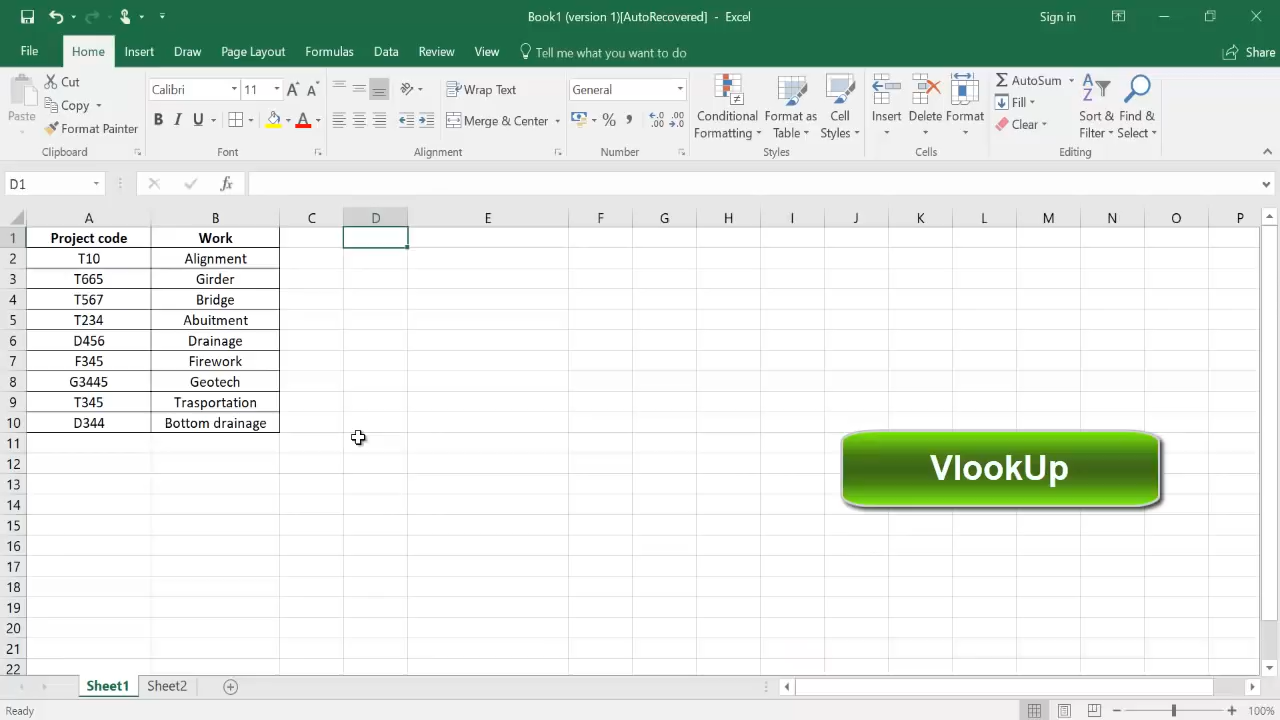 Book1 (version 1)[AutoRecovered] - Excel
Sign in
File Home Insert Draw Page Layout Formulas Data Review View Tell me what you want to do Share
Paste
Cut
Copy
Format Painter
Clipboard
Calibri 11
B I U A
Font
Wrap Text
Merge & Center
Alignment
General
Number
Conditional Formatting
Format as Table
Cell Styles
Styles
Insert Delete Format
Cells
AutoSum
Fill
Clear
Sort & Filter
Find & Select
Editing
D1 fx
A B C D E F G H I J K L M N O P
1 Project code Work
2 T10 Alignment
3 T665 Girder
4 T567 Bridge
5 T234 Abuitment
6 D456 Drainage
7 F345 Firework
8 G3445 Geotech
9 T345 Trasportation
10 D344 Bottom drainage
11
12
VlookUp
13
14
15
16
17
18
19
20
21
22
Sheet1 Sheet2
Ready 100%